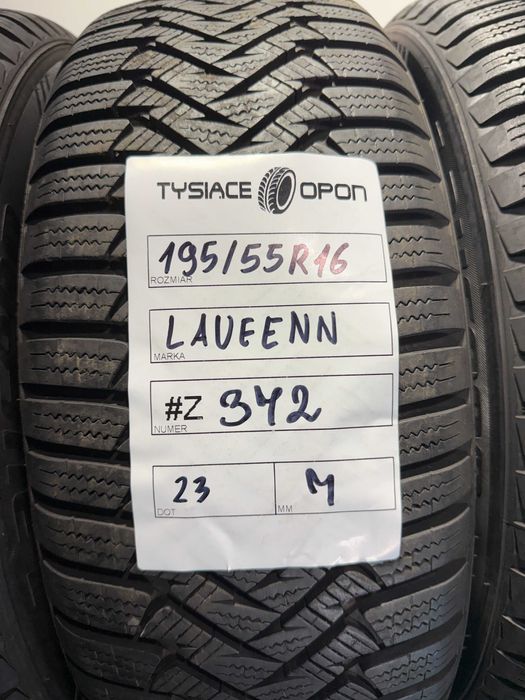 TYSIACE OPON
195/55R16
ROZMIAR
LAUFENN
MARKA
#Z 342
NUMER
23 M
DOT MM